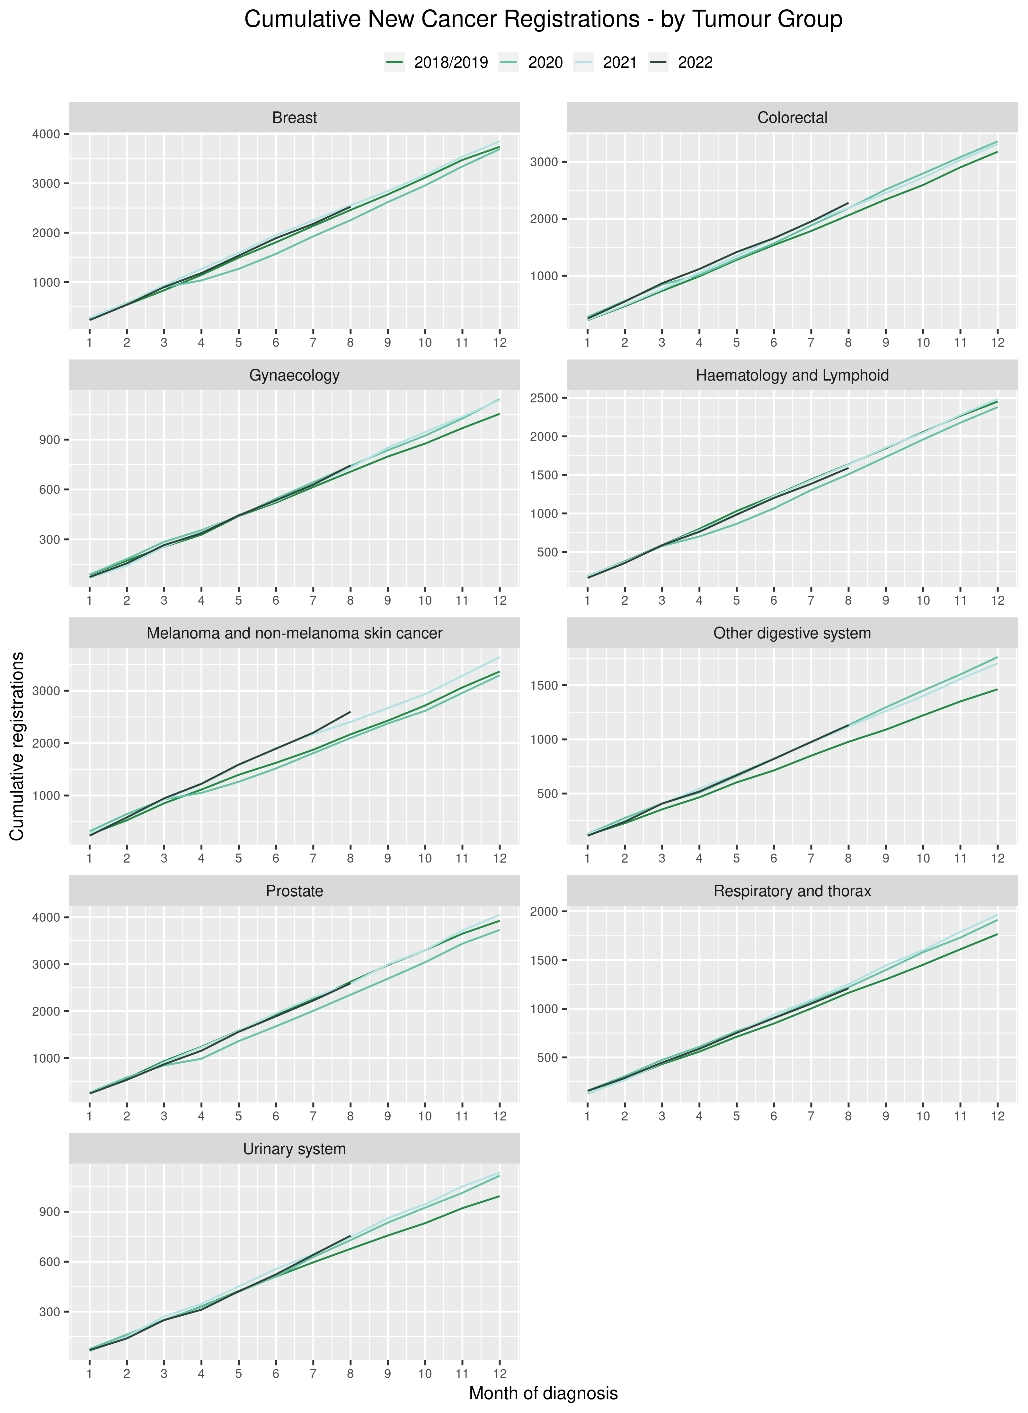 Cumulative New Cancer Registrations - by Tumour Group
2018/2019 2020 2021 2022
Breast
4000
3000
2000
1000
1 2 3 4 5 6 7 8 9 10 11 12
Colorectal
3000
2000
1000
1 2 3 4 5 6 7 8 9 10 11 12
Gynaecology
900
600
300
1 2 3 4 5 6 7 8 9 10 11 12
Haematology and Lymphoid
2500
2000
1500
1000
500
1 2 3 4 5 6 7 8 9 10 11 12
Melanoma and non-melanoma skin cancer
3000
2000
1000
1 2 3 4 5 6 7 8 9 10 11 12
Other digestive system
1500
1000
500
1 2 3 4 5 6 7 8 9 10 11 12
Prostate
4000
3000
2000
1000
1 2 3 4 5 6 7 8 9 10 11 12
Respiratory and thorax
2000
1500
1000
500
1 2 3 4 5 6 7 8 9 10 11 12
Urinary system
900
600
300
1 2 3 4 5 6 7 8 9 10 11 12
Cumulative registrations
Month of diagnosis